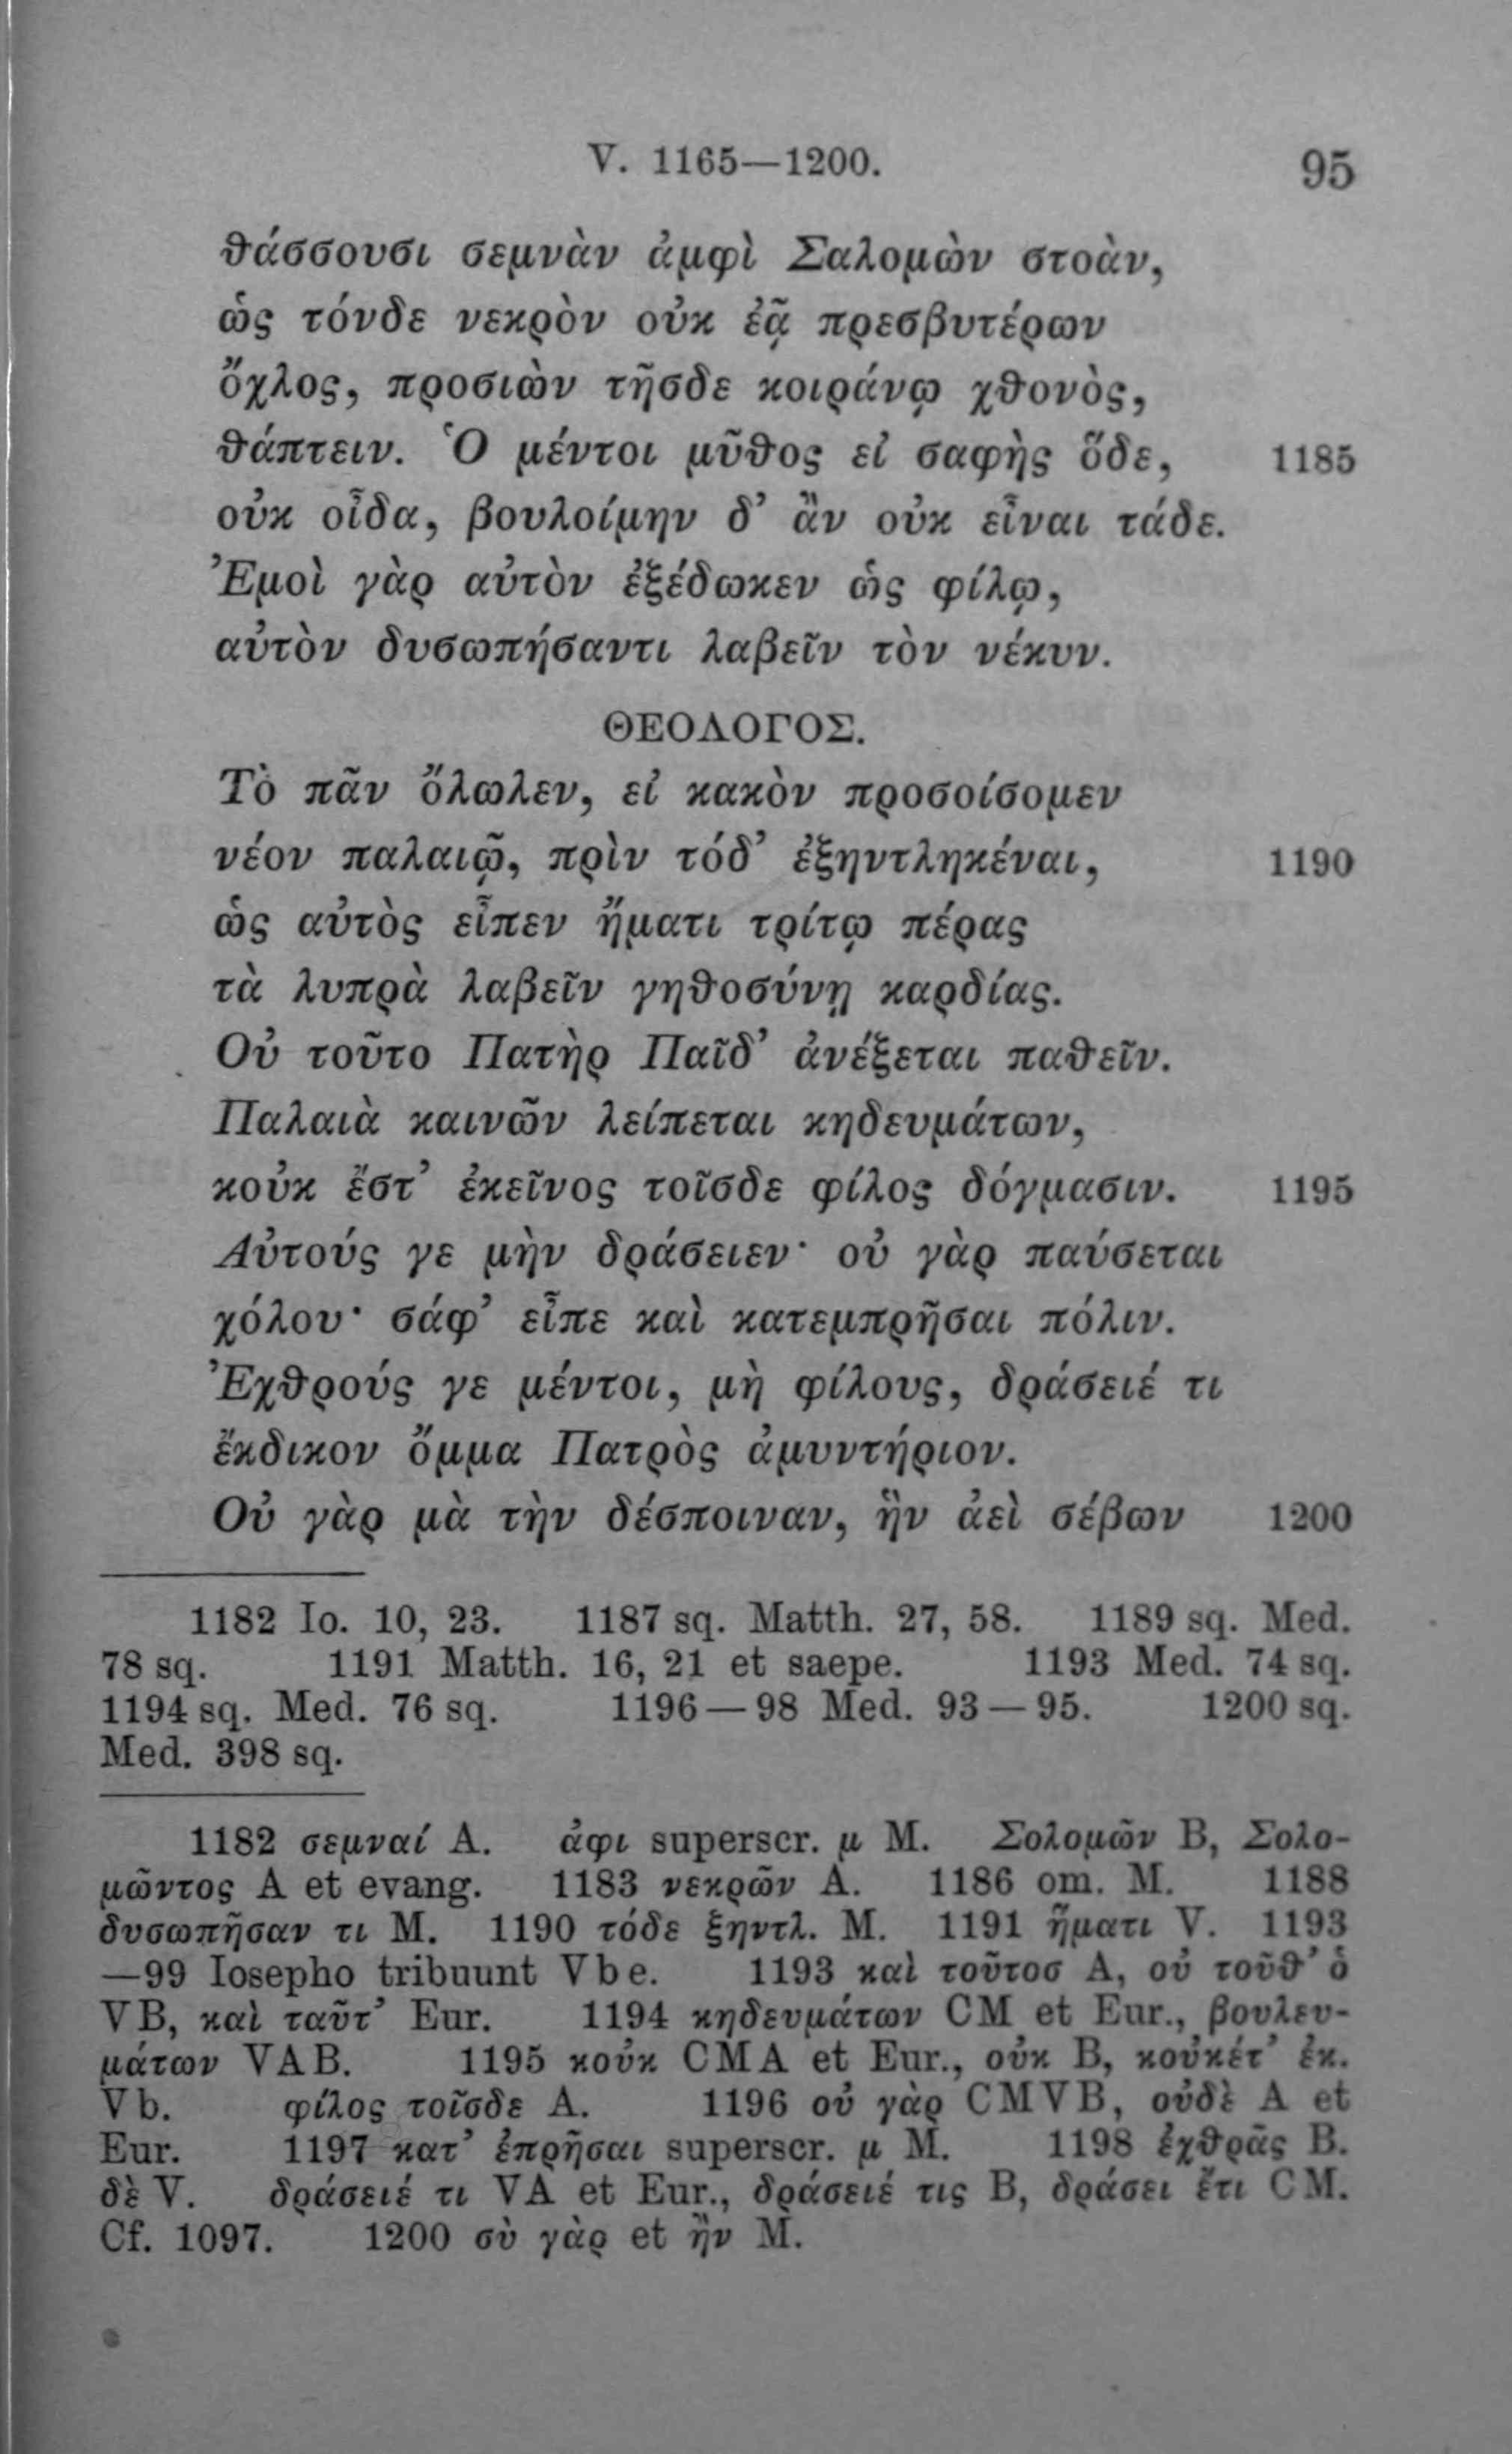 V. 1165—1200.
95
θάσσουσι σεμνὰν ἀμφὶ Σαλομὼν στοὰν,
ὡς τόνδε νεκρὸν οὐκ ἐᾷ πρεσβυτέρων
ὄχλος, προσιὼν τῆσδε κοιράνῳ χθονὸς,
θάπτειν. Ὁ μέντοι μῦθος εἰ σαφὴς ὅδε, 1185
οὐκ οἶδα, βουλοίμην δ’ ἂν οὐκ εἶναι τάδε.
Ἐμοὶ γὰρ αὐτὸν ἐξέδωκεν ὡς φίλῳ,
αὐτὸν δυσωπήσαντι λαβεῖν τὸν νέκυν.
ΘΕΟΛΟΓΟΣ.
Τὸ πᾶν ὄλωλεν, εἰ κακὸν προσοίσομεν
νέον παλαιῷ, πρὶν τόδ’ ἐξηντληκέναι, 1190
ὡς αὐτὸς εἶπεν ἤματι τρίτῳ πέρας
τὰ λυπρὰ λαβεῖν γηθοσύνῃ καρδίας.
Οὐ τοῦτο Πατὴρ Παῖδ’ ἀνέξεται παθεῖν.
Παλαιὰ καινῶν λείπεται κηδευμάτων,
κοὐκ ἔστ’ ἐκεῖνος τοῖσδε φίλος δόγμασιν. 1195
Αὐτούς γε μὴν δράσειεν· οὐ γὰρ παύσεται
χόλου· σάφ’ εἶπε καὶ κατεμπρῆσαι πόλιν.
Ἐχθρούς γε μέντοι, μὴ φίλους, δράσειέ τι
ἔκδικον ὄμμα Πατρὸς ἀμυντήριον.
Οὐ γὰρ μὰ τὴν δέσποιναν, ἣν ἀεὶ σέβων 1200
1182 Io. 10, 23. 1187 sq. Matth. 27, 58. 1189 sq. Med.
78 sq. 1191 Matth. 16, 21 et saepe. 1193 Med. 74 sq.
1194 sq. Med. 76 sq. 1196—98 Med. 93—95. 1200 sq.
Med. 398 sq.
1182 σεμναί A. ἀφι superscr. μ M. Σολομῶν B, Σολο-
μῶντος A et evang. 1183 νεκρῶν A. 1186 om. M. 1188
δυσωπῆσαν τι M. 1190 τόδε ξηντλ. M. 1191 ἥματι V. 1193
—99 Iosepho tribuunt Vbe. 1193 καὶ τοῦτοσ A, οὐ τοῦθ’ ὁ
VB, καὶ ταῦτ’ Eur. 1194 κηδευμάτων CM et Eur., βουλευ-
μάτων VAB. 1195 κοὐκ CMA et Eur., οὐκ B, κοὐκέτ’ ἐκ.
Vb. φίλος τοῖσδε A. 1196 οὐ γὰρ CMVB, οὐδὲ A et
Eur. 1197 κατ’ ἐπρῆσαι superscr. μ M. 1198 ἐχθρᾶς B.
δὲ V. δράσειέ τι VA et Eur., δράσειέ τις B, δράσει ἔτι CM.
Cf. 1097. 1200 σὺ γὰρ et ἢν M.